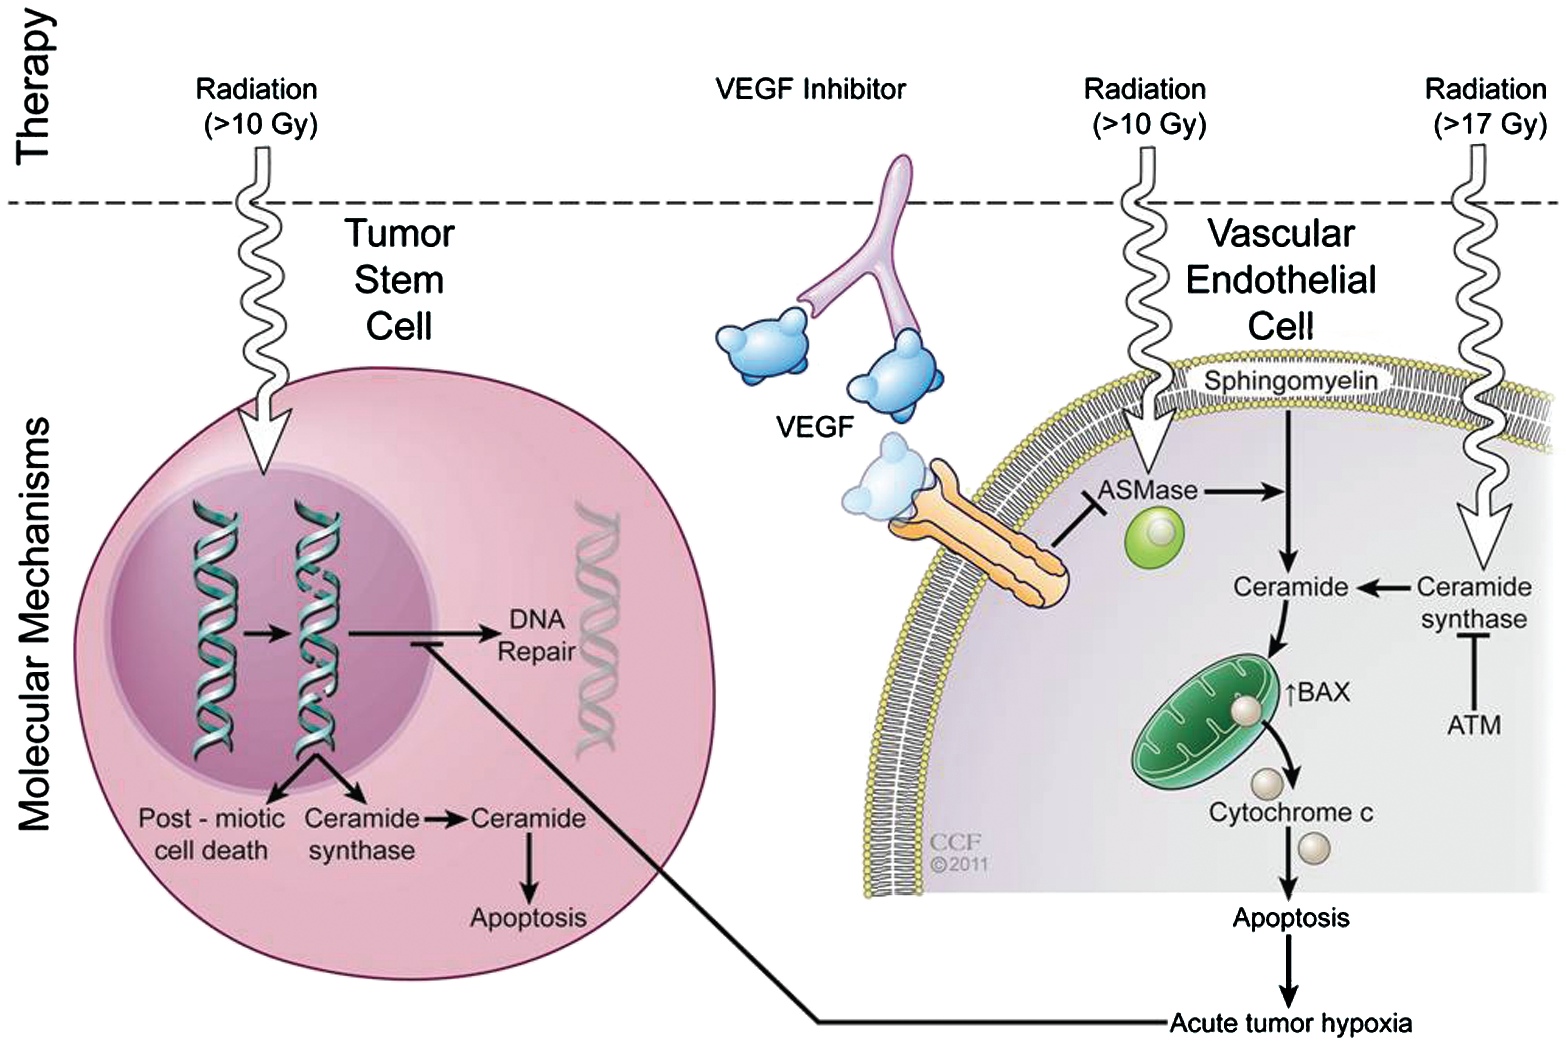 Therapy
Radiation
(>10 Gy)
VEGF Inhibitor
Radiation
(>10 Gy)
Radiation
(>17 Gy)
Molecular Mechanisms
Tumor
Stem
Cell
DNA
Repair
Post - miotic
cell death
Ceramide
synthase
Ceramide
Apoptosis
VEGF
Vascular
Endothelial
Cell
Sphingomyelin
ASMase
Ceramide
Ceramide
synthase
↑BAX
ATM
Cytochrome c
CCF
©2011
Apoptosis
Acute tumor hypoxia